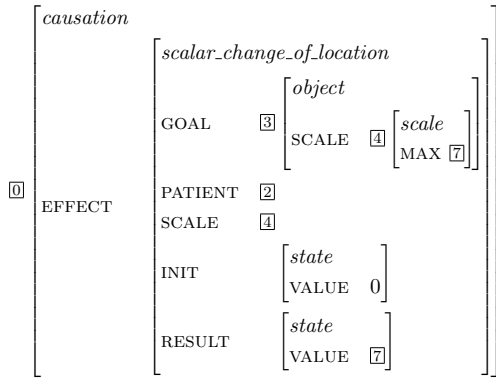 causation
scalar_change_of_location
object
GOAL 3 SCALE 4 scale
MAX 7
0 EFFECT PATIENT 2
SCALE 4
INIT state
VALUE 0
RESULT state
VALUE 7